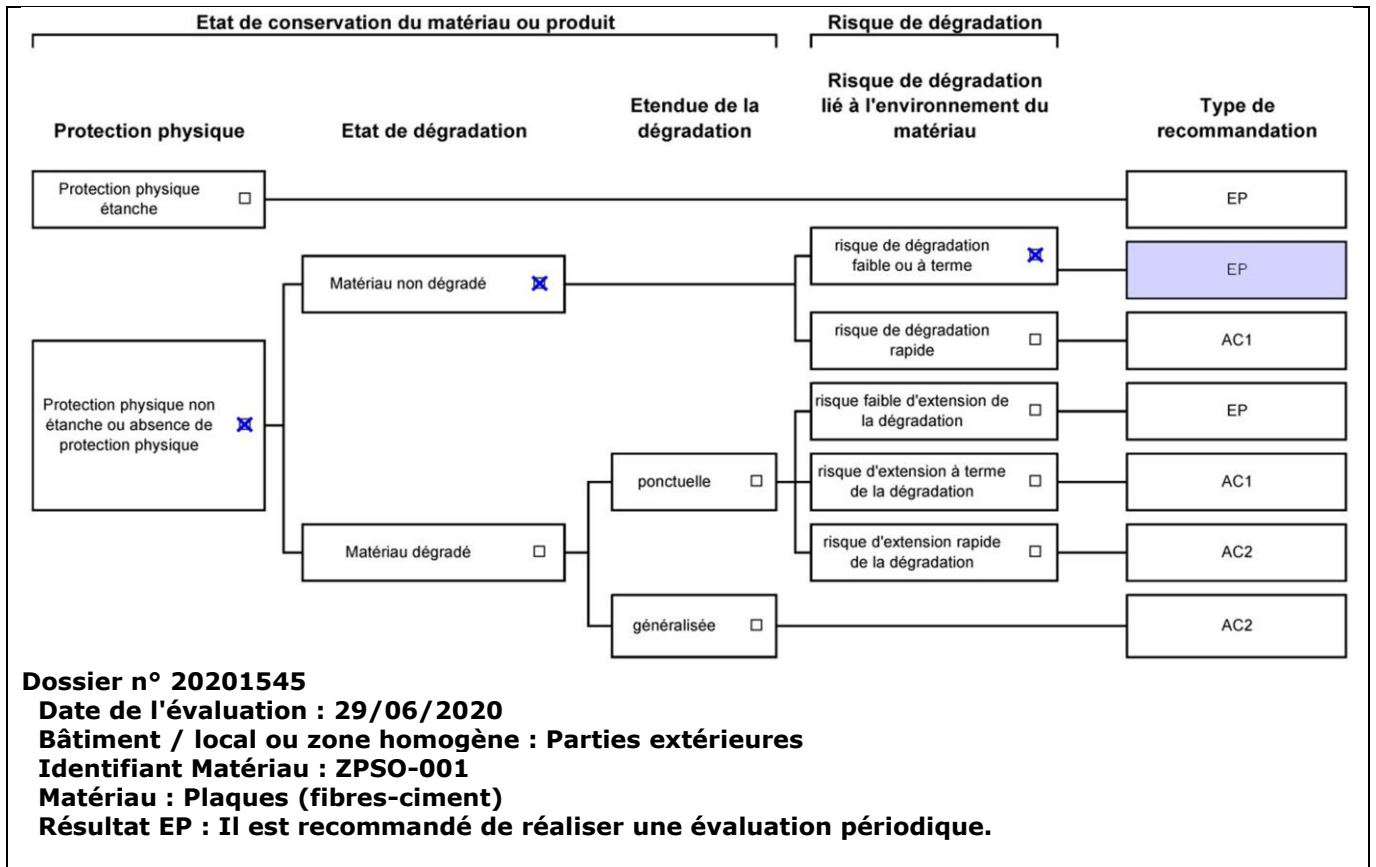 Etat de conservation du matériau ou produit
Risque de dégradation
Protection physique
Etat de dégradation
Etendue de la
dégradation
Risque de dégradation
lié à l'environnement du
matériau
Type de
recommandation
Protection physique
étanche
EP
risque de dégradation
faible ou à terme
EP
Matériau non dégradé
risque de dégradation
rapide
AC1
Protection physique non
étanche ou absence de
protection physique
risque faible d'extension de
la dégradation
EP
ponctuelle
risque d'extension à terme
de la dégradation
AC1
Matériau dégradé
risque d'extension rapide
de la dégradation
AC2
généralisée
AC2
Dossier n° 20201545
Date de l'évaluation : 29/06/2020
Bâtiment / local ou zone homogène : Parties extérieures
Identifiant Matériau : ZPSO-001
Matériau : Plaques (fibres-ciment)
Résultat EP : Il est recommandé de réaliser une évaluation périodique.